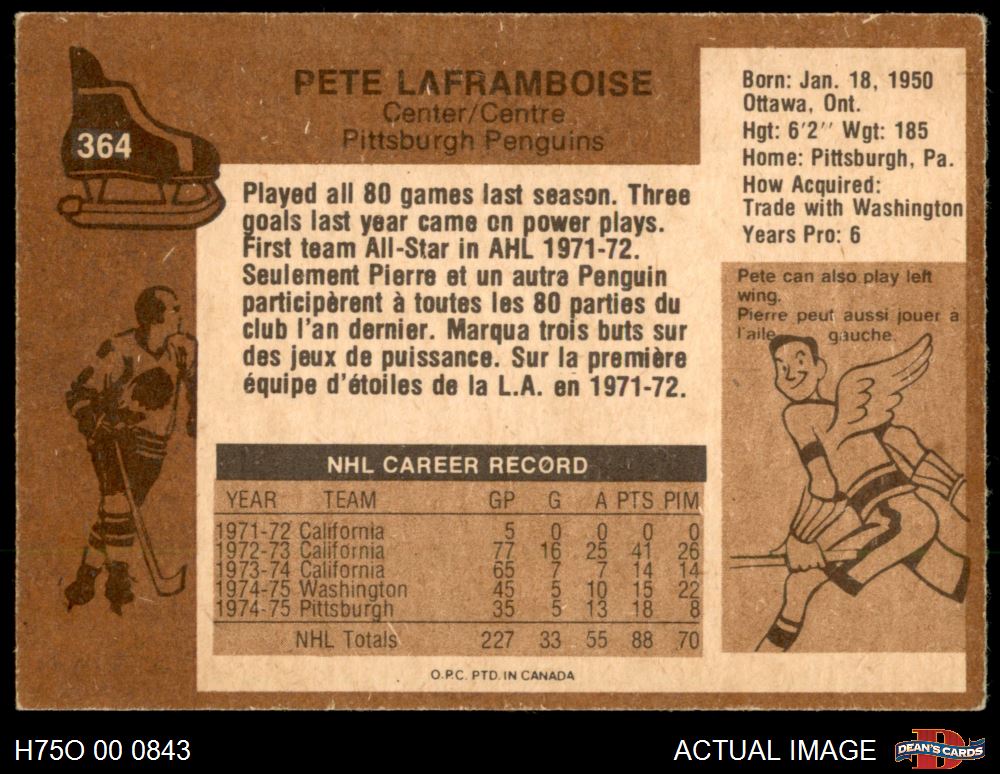 364
PETE LAFRAMBOISE
Center/Centre
Pittsburgh Penguins
Born: Jan. 18, 1950
Ottawa, Ont.
Hgt: 6'2" Wgt: 185
Home: Pittsburgh, Pa.
How Acquired:
Trade with Washington
Years Pro: 6
Played all 80 games last season. Three
goals last year came on power plays.
First team All-Star in AHL 1971-72.
Seulement Pierre et un autra Penguin
participèrent à toutes les 80 parties du
club l'an dernier. Marqua trois buts sur
des jeux de puissance. Sur la première
équipe d'étoiles de la L.A. en 1971-72.
Pete can also play left
wing.
Pierre peut aussi jouer à
l'aile gauche.
NHL CAREER RECORD
YEAR TEAM GP G A PTS PIM
1971-72 California 5 0 0 0 0
1972-73 California 77 16 25 41 26
1973-74 California 65 7 7 14 14
1974-75 Washington 45 5 10 15 22
1974-75 Pittsburgh 35 5 13 18 8
NHL Totals 227 33 55 88 70
O.P.C. PTD. IN CANADA
H75O 00 0843
ACTUAL IMAGE
DEAN'S CARDS